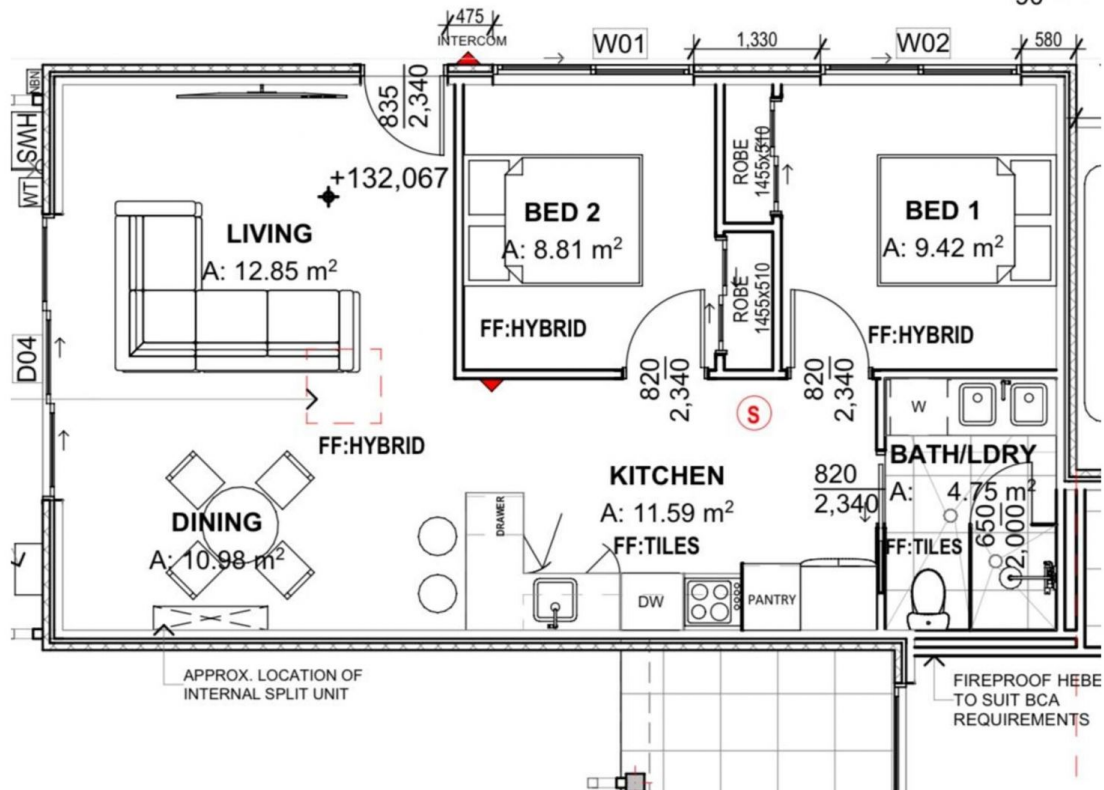 475
INTERCOM
W01
1,330
W02
580
NBN
HWS
WT
835
2,340
+132,067
LIVING
A: 12.85 m²
BED 2
A: 8.81 m²
ROBE
1455x510
BED 1
A: 9.42 m²
ROBE
1455x510
FF:HYBRID
FF:HYBRID
D04
820
2,340
820
2,340
S
W
FF:HYBRID
BATH/LDRY
A: 4.75 m²
KITCHEN
A: 11.59 m²
FF:TILES
820
2,340
650
2,000
FF:TILES
DINING
A: 10.98 m²
DRAWER
DW
PANTRY
APPROX. LOCATION OF
INTERNAL SPLIT UNIT
FIREPROOF HEBE
TO SUIT BCA
REQUIREMENTS